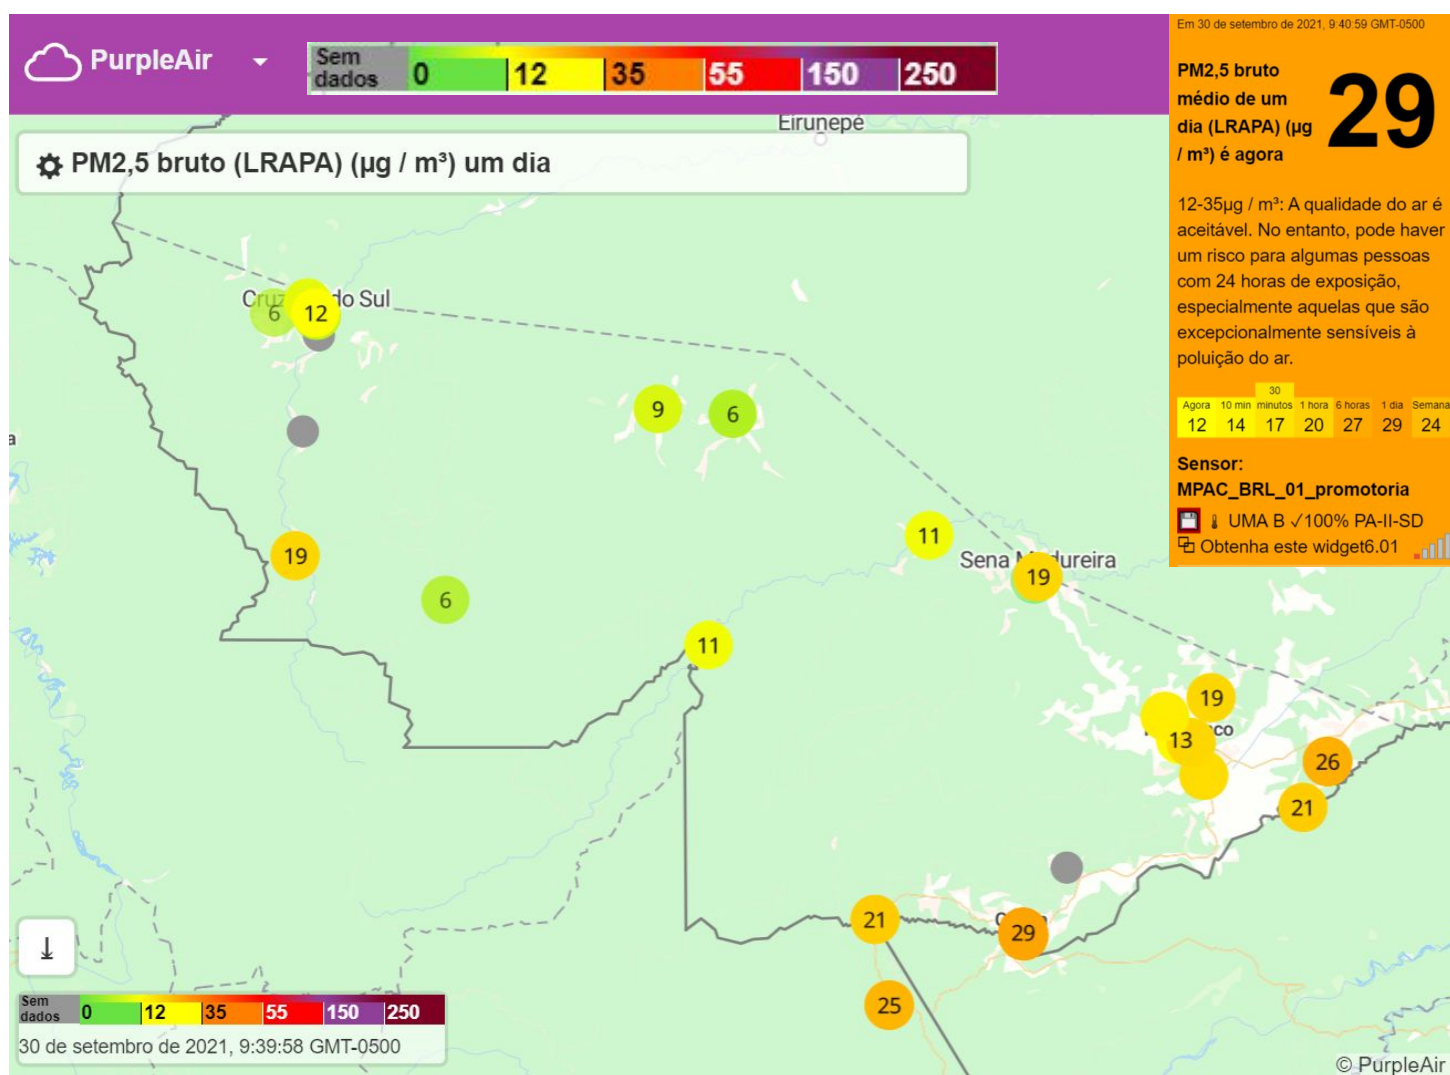 PurpleAir
Sem
dados 0 12 35 55 150 250
PM2,5 bruto (LRAPA) (µg / m³) um dia
Eirunepé
do Sul
6 12
9 6
19
6
11
11
Sena
19
19
13
26
21
21
29
25
Sem
dados 0 12 35 55 150 250
30 de setembro de 2021, 9:39:58 GMT-0500
© PurpleAir
Em 30 de setembro de 2021, 9:40:59 GMT-0500
PM2,5 bruto
médio de um
dia (LRAPA) (µg
/ m³) é agora
29
12-35µg / m³: A qualidade do ar é
aceitável. No entanto, pode haver
um risco para algumas pessoas
com 24 horas de exposição,
especialmente aquelas que são
excepcionalmente sensíveis à
poluição do ar.
30
Agora 10 min minutos 1 hora 6 horas 1 dia Semana
12 14 17 20 27 29 24
Sensor:
MPAC_BRL_01_promotoria
UMA B ✓100% PA-II-SD
Obtenha este widget6.01